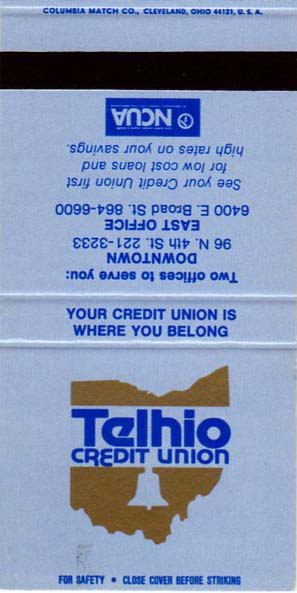 COLUMBIA MATCH CO., CLEVELAND, OHIO 44121, U. S. A.
Two offices to serve you:
DOWNTOWN
96 N. 4th St. 221-3233
EAST OFFICE
6400 E. Broad St. 864-6600
See your Credit Union first
for low cost loans and
high rates on your savings.
NCUA
YOUR CREDIT UNION IS
WHERE YOU BELONG
Telhio
CREDIT UNION
FOR SAFETY • CLOSE COVER BEFORE STRIKING